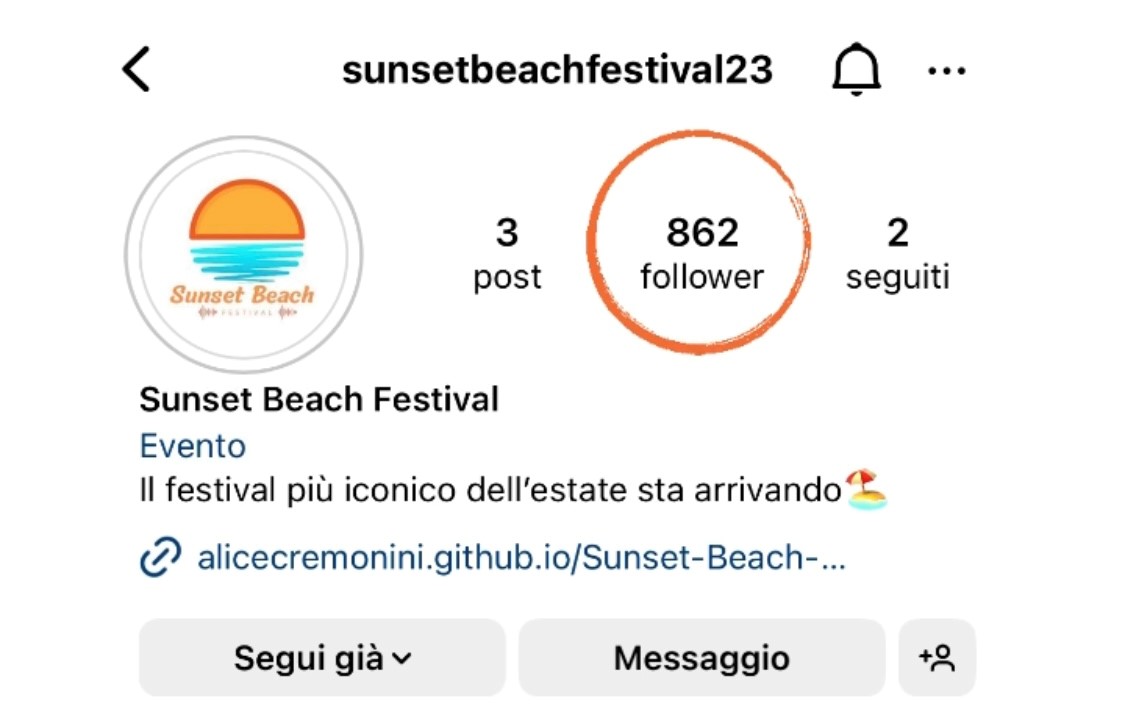 sunsetbeachfestival23
Sunset Beach
FESTIVAL
3
post
862
follower
2
seguiti
Sunset Beach Festival
Evento
Il festival più iconico dell’estate sta arrivando
alicecremonini.github.io/Sunset-Beach-...
Segui già
Messaggio